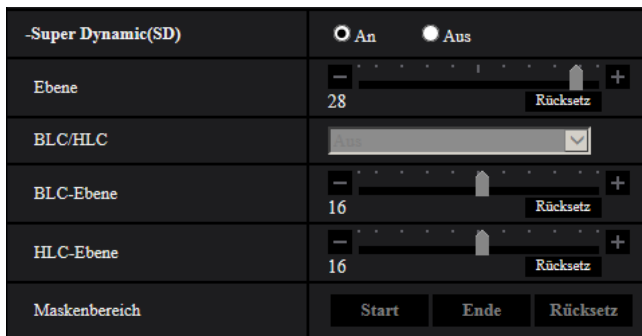 -Super Dynamic(SD) An Aus
Ebene
28 Rücksetz
BLC/HLC Aus
BLC-Ebene
16 Rücksetz
HLC-Ebene
16 Rücksetz
Maskenbereich Start Ende Rücksetz